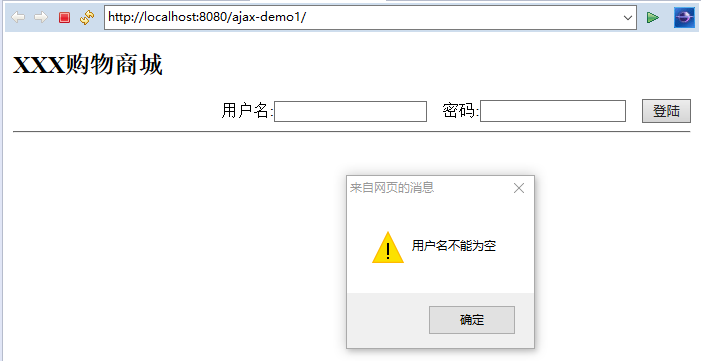 http://localhost:8080/ajax-demo1/
XXX购物商城
用户名: 密码: 登陆
来自网页的消息
用户名不能为空
确定